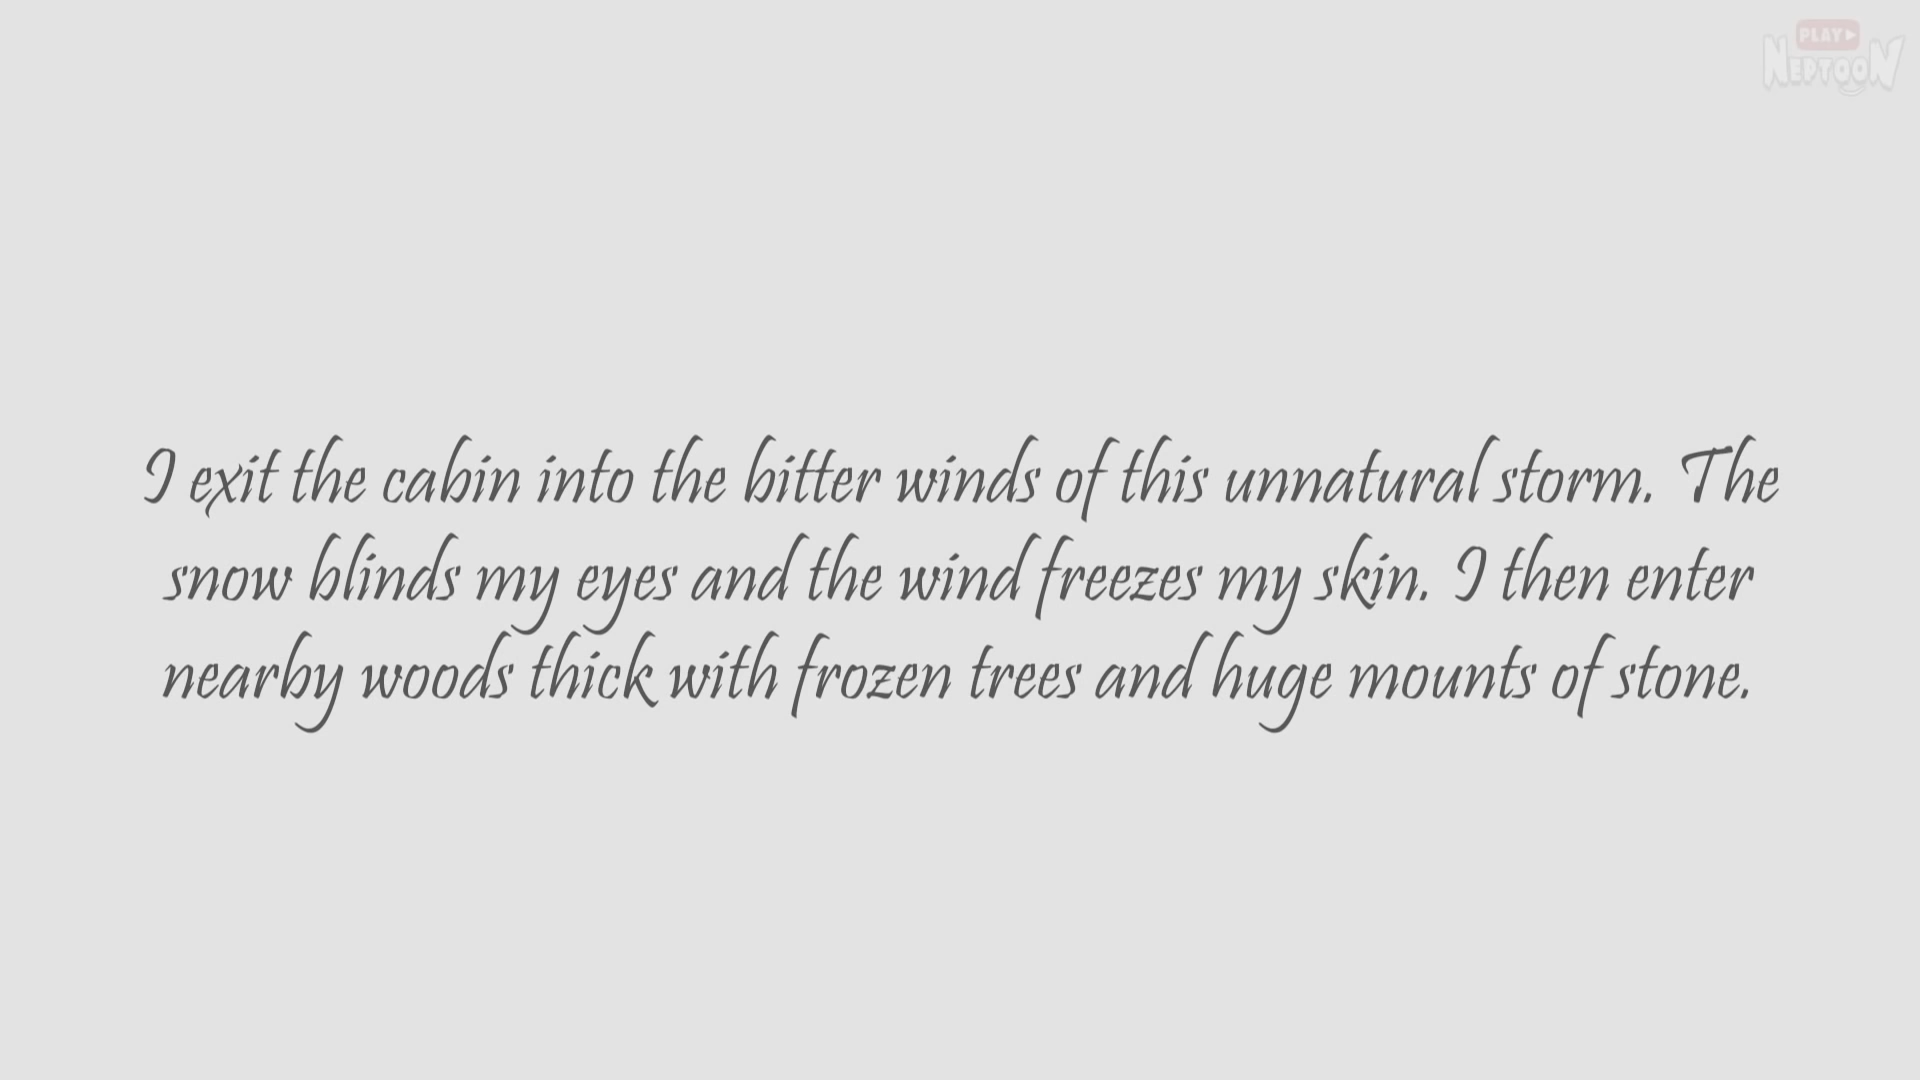 PLAY
NEPTOON
I exit the cabin into the bitter winds of this unnatural storm. The
snow blinds my eyes and the wind freezes my skin. I then enter
nearby woods thick with frozen trees and huge mounts of stone.